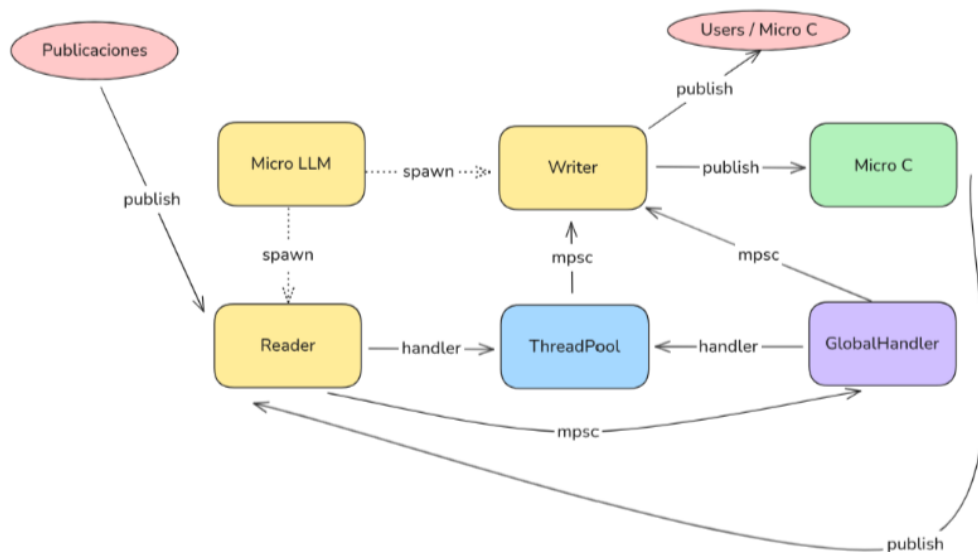 Users / Micro C
Publicaciones
publish
Micro LLM
spawn
Writer
publish
Micro C
publish
spawn
mpsc
mpsc
Reader
handler
ThreadPool
handler
GlobalHandler
mpsc
publish